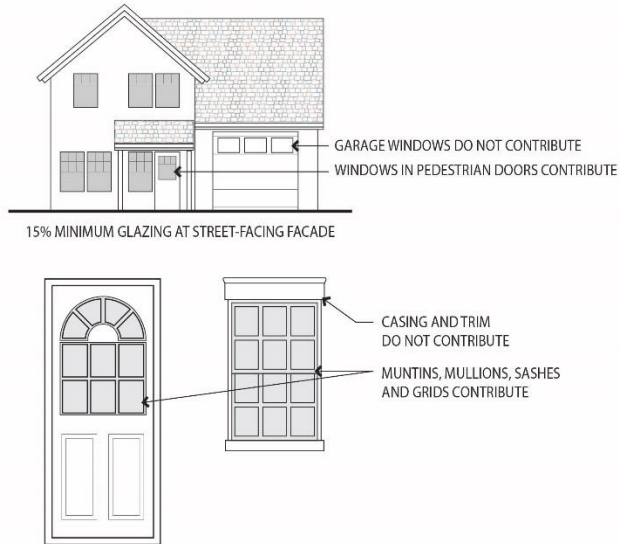 GARAGE WINDOWS DO NOT CONTRIBUTE
WINDOWS IN PEDESTRIAN DOORS CONTRIBUTE
15% MINIMUM GLAZING AT STREET-FACING FACADE
CASING AND TRIM
DO NOT CONTRIBUTE
MUNTINS, MULLIONS, SASHES
AND GRIDS CONTRIBUTE